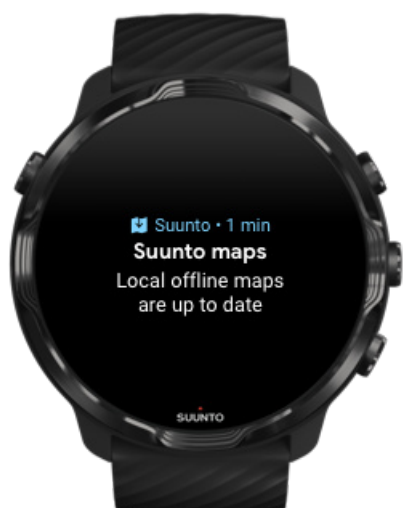 Suunto • 1 min
Suunto maps
Local offline maps
are up to date
SUUNTO